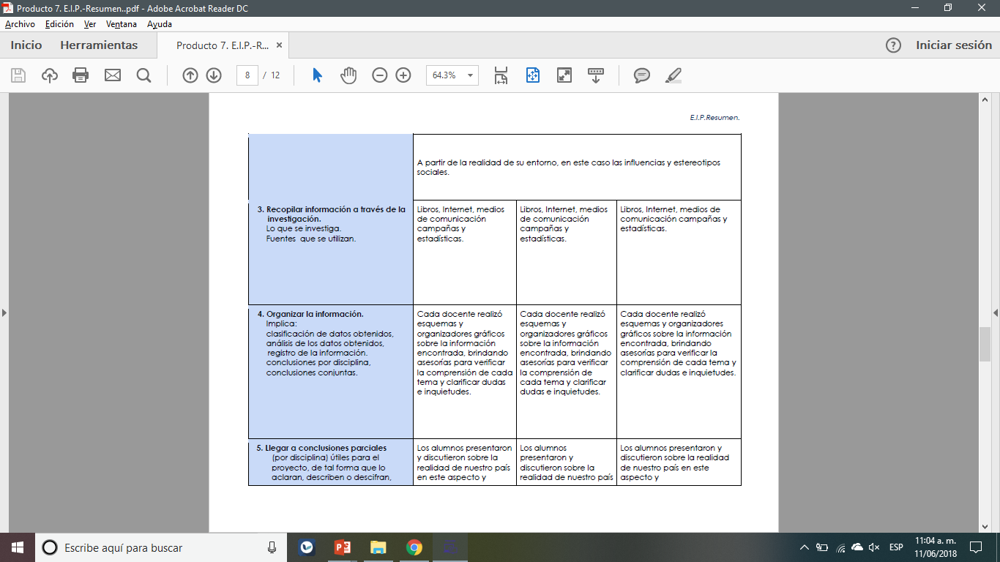 Producto 7. E.I.P.-Resumen..pdf - Adobe Acrobat Reader DC
Archivo Edición Ver Ventana Ayuda
Inicio Herramientas Producto 7. E.I.P.-R... × ? Iniciar sesión
8 / 12 64.3%
E.I.P.Resumen.
A partir de la realidad de su entorno, en este caso las influencias y estereotipos
sociales.
3. Recopilar información a través de la
investigación.
Lo que se investiga.
Fuentes que se utilizan.
Libros, Internet, medios
de comunicación
campañas y
estadísticas.
Libros, Internet, medios
de comunicación
campañas y
estadísticas.
Libros, Internet, medios de
comunicación campañas y
estadísticas.
4. Organizar la información.
Implica:
clasificación de datos obtenidos,
análisis de los datos obtenidos,
registro de la información.
conclusiones por disciplina,
conclusiones conjuntas.
Cada docente realizó
esquemas y
organizadores gráficos
sobre la información
encontrada, brindando
asesorías para verificar
la comprensión de cada
tema y clarificar dudas
e inquietudes.
Cada docente realizó
esquemas y
organizadores gráficos
sobre la información
encontrada, brindando
asesorías para verificar
la comprensión de
cada tema y clarificar
dudas e inquietudes.
Cada docente realizó
esquemas y organizadores
gráficos sobre la información
encontrada, brindando
asesorías para verificar la
comprensión de cada tema y
clarificar dudas e inquietudes.
5. Llegar a conclusiones parciales
(por disciplina) útiles para el
proyecto, de tal forma que lo
aclaran, describen o descifran,
Los alumnos presentaron
y discutieron sobre la
realidad de nuestro país
en este aspecto y
Los alumnos
presentaron y
discutieron sobre la
realidad de nuestro país
Los alumnos presentaron y
discutieron sobre la realidad
de nuestro país en este
aspecto y
Escribe aquí para buscar
ESP
11:04 a. m.
11/06/2018